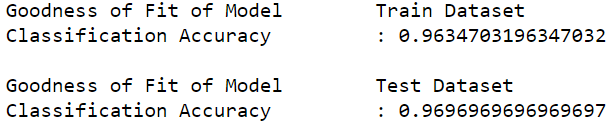 Goodness of Fit of Model Train Dataset
Classification Accuracy : 0.9634703196347032
Goodness of Fit of Model Test Dataset
Classification Accuracy : 0.9696969696969697